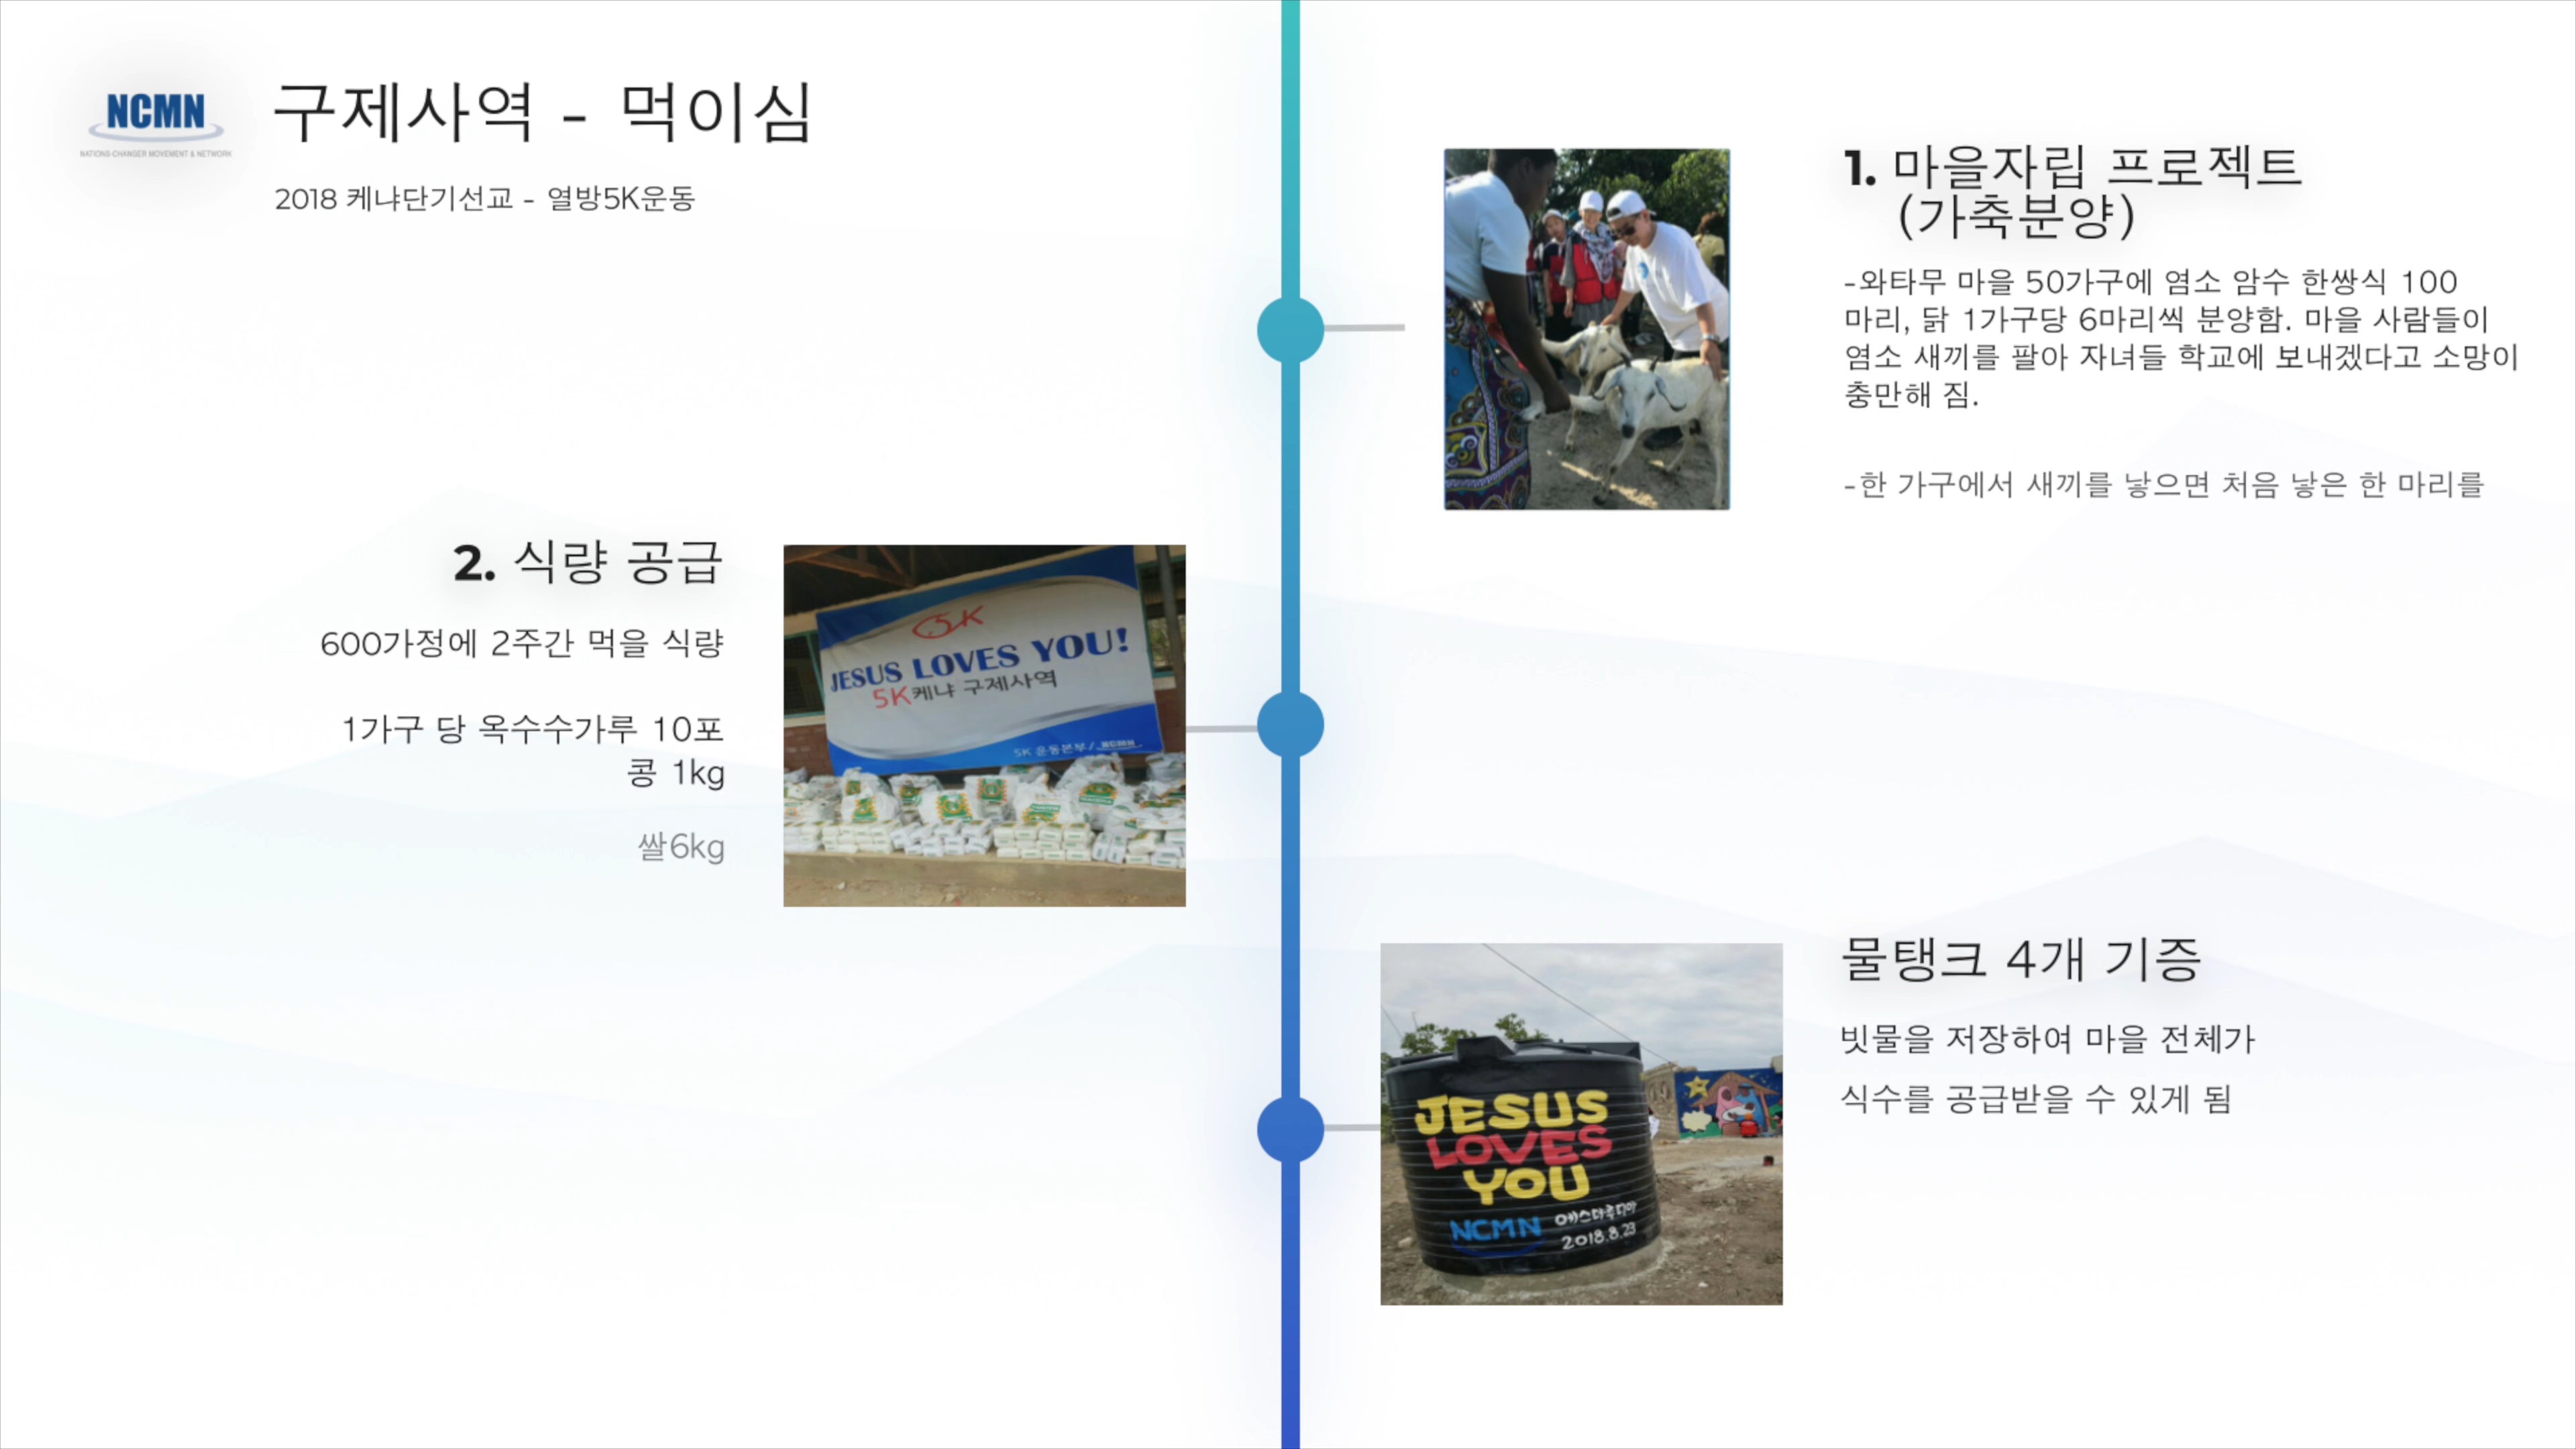 NCMN
NATIONS-CHANGER MOVEMENT & NETWORK
구제사역 - 먹이심
2018 케냐단기선교 - 열방5K운동
1. 마을자립 프로젝트
(가축분양)
-와타무 마을 50가구에 염소 암수 한쌍식 100
마리, 닭 1가구당 6마리씩 분양함. 마을 사람들이
염소 새끼를 팔아 자녀들 학교에 보내겠다고 소망이
충만해 짐.
-한 가구에서 새끼를 낳으면 처음 낳은 한 마리를
2. 식량 공급
600가정에 2주간 먹을 식량
1가구 당 옥수수가루 10포
콩 1kg
쌀6kg
5K
JESUS LOVES YOU!
5K케냐 구제사역
5K 운동본부/NCMN
물탱크 4개 기증
빗물을 저장하여 마을 전체가
식수를 공급받을 수 있게 됨
JESUS
LOVES
YOU
NCMN
2018.8.23